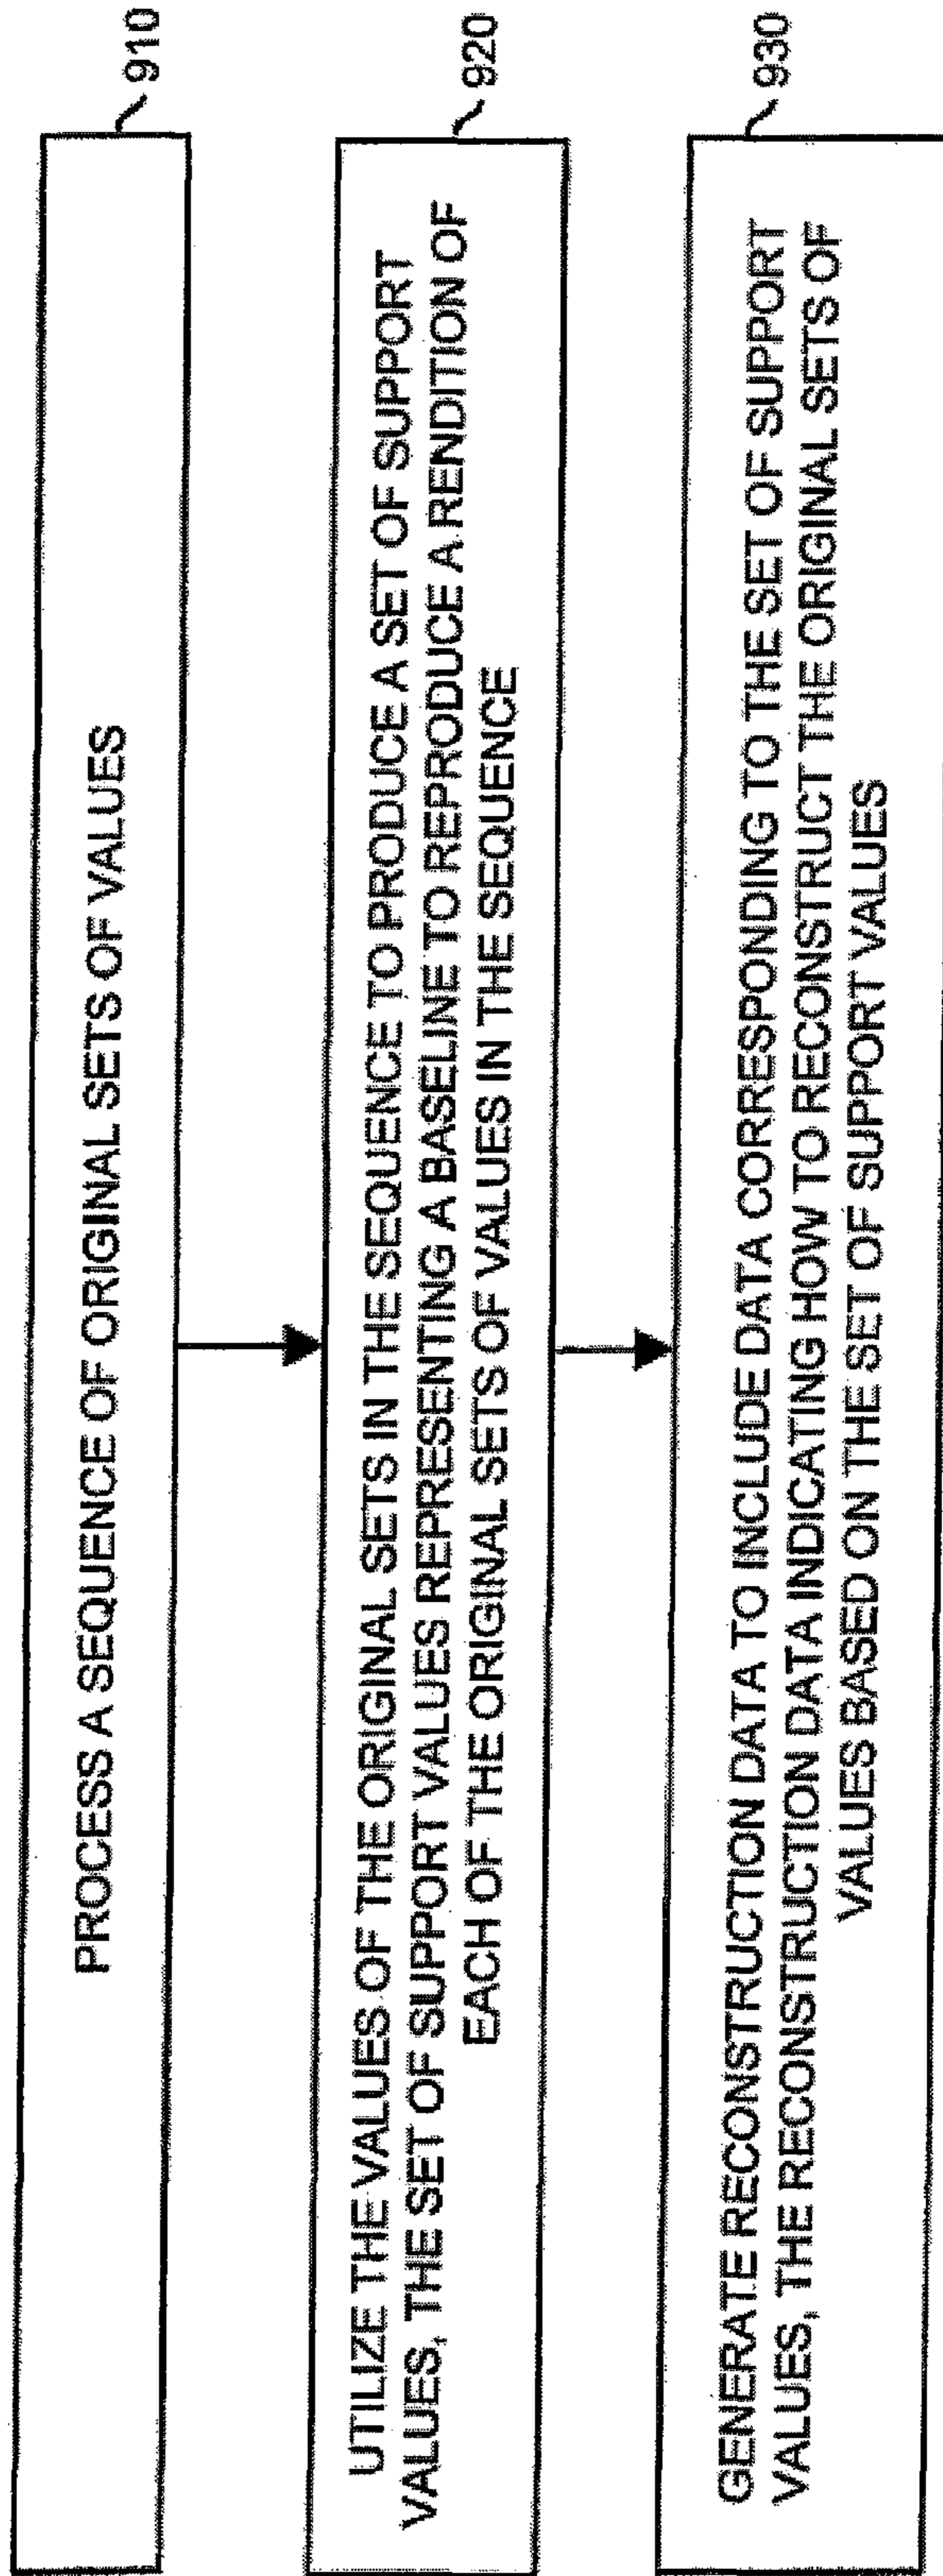 PROCESS A SEQUENCE OF ORIGINAL SETS OF VALUES
910
UTILIZE THE VALUES OF THE ORIGINAL SETS IN THE SEQUENCE TO PRODUCE A SET OF SUPPORT
VALUES, THE SET OF SUPPORT VALUES REPRESENTING A BASELINE TO REPRODUCE A RENDITION OF
EACH OF THE ORIGINAL SETS OF VALUES IN THE SEQUENCE
920
GENERATE RECONSTRUCTION DATA TO INCLUDE DATA CORRESPONDING TO THE SET OF SUPPORT
VALUES, THE RECONSTRUCTION DATA INDICATING HOW TO RECONSTRUCT THE ORIGINAL SETS OF
VALUES BASED ON THE SET OF SUPPORT VALUES
930